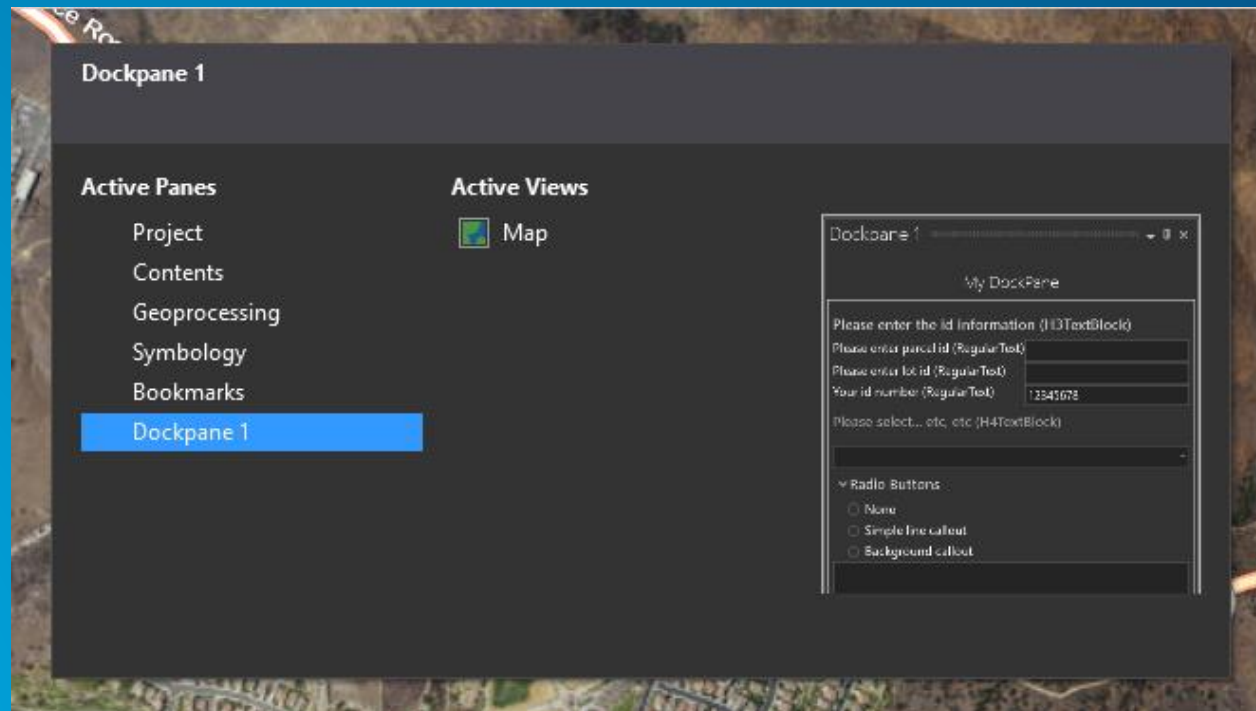 ce Ro
Dockpane 1
Active Panes
Project
Contents
Geoprocessing
Symbology
Bookmarks
Dockpane 1
Active Views
Map
Dockpane 1
My DockPane
Please enter the id information (H3TextBlock)
Please enter parcel id (RegularText)
Please enter lot id (RegularText)
Your id number (RegularText) 12345678
Please select... etc, etc (H4TextBlock)
Radio Buttons
None
Simple line callout
Background callout